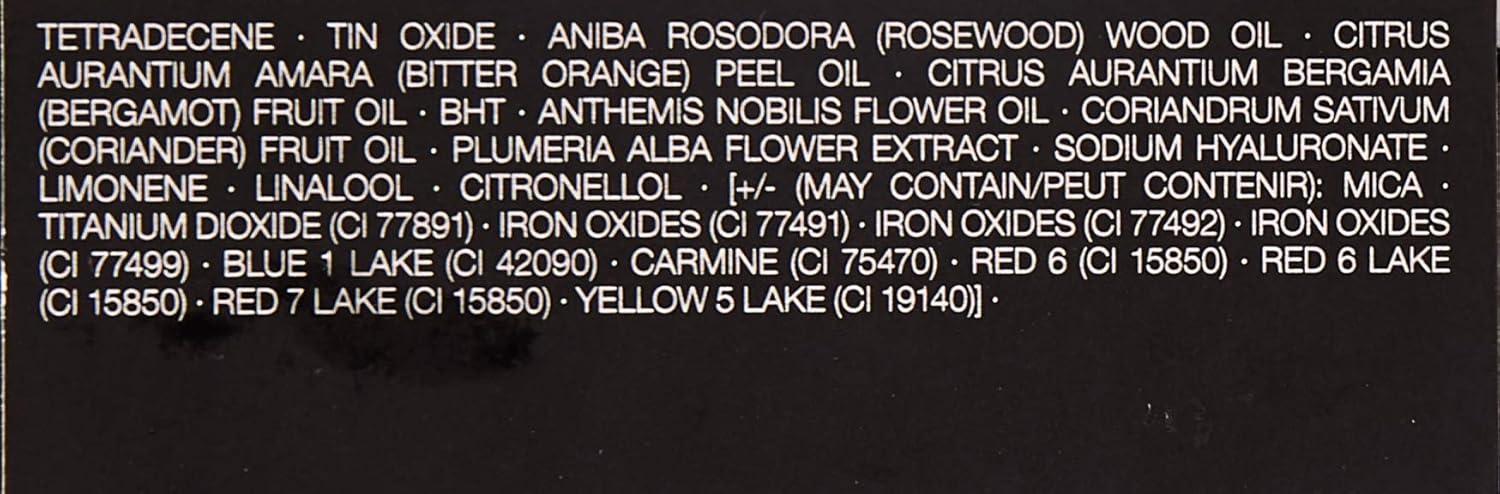 TETRADECENE · TIN OXIDE · ANIBA ROSODORA (ROSEWOOD) WOOD OIL · CITRUS
AURANTIUM AMARA (BITTER ORANGE) PEEL OIL · CITRUS AURANTIUM BERGAMIA
(BERGAMOT) FRUIT OIL · BHT · ANTHEMIS NOBILIS FLOWER OIL · CORIANDRUM SATIVUM
(CORIANDER) FRUIT OIL · PLUMERIA ALBA FLOWER EXTRACT · SODIUM HYALURONATE ·
LIMONENE · LINALOOL · CITRONELLOL · [+/- (MAY CONTAIN/PEUT CONTENIR): MICA ·
TITANIUM DIOXIDE (CI 77891) · IRON OXIDES (CI 77491) · IRON OXIDES (CI 77492) · IRON OXIDES
(CI 77499) · BLUE 1 LAKE (CI 42090) · CARMINE (CI 75470) · RED 6 (CI 15850) · RED 6 LAKE
(CI 15850) · RED 7 LAKE (CI 15850) · YELLOW 5 LAKE (CI 19140)] ·